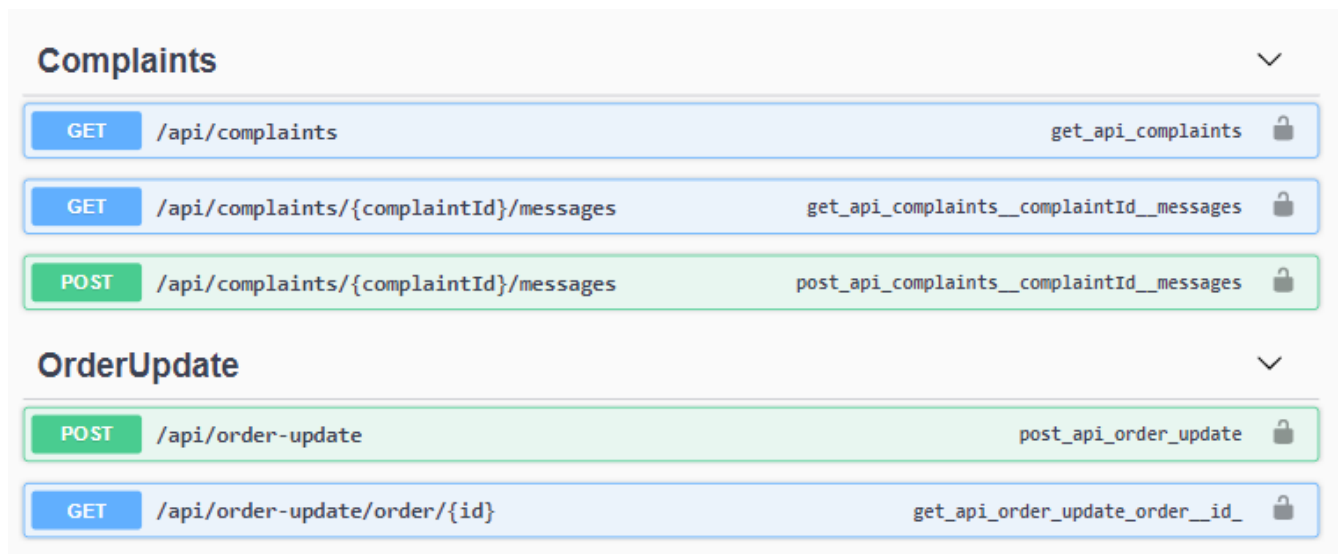 Complaints
GET /api/complaints get_api_complaints
GET /api/complaints/{complaintId}/messages get_api_complaints__complaintId__messages
POST /api/complaints/{complaintId}/messages post_api_complaints__complaintId__messages
OrderUpdate
POST /api/order-update post_api_order_update
GET /api/order-update/order/{id} get_api_order_update_order__id_